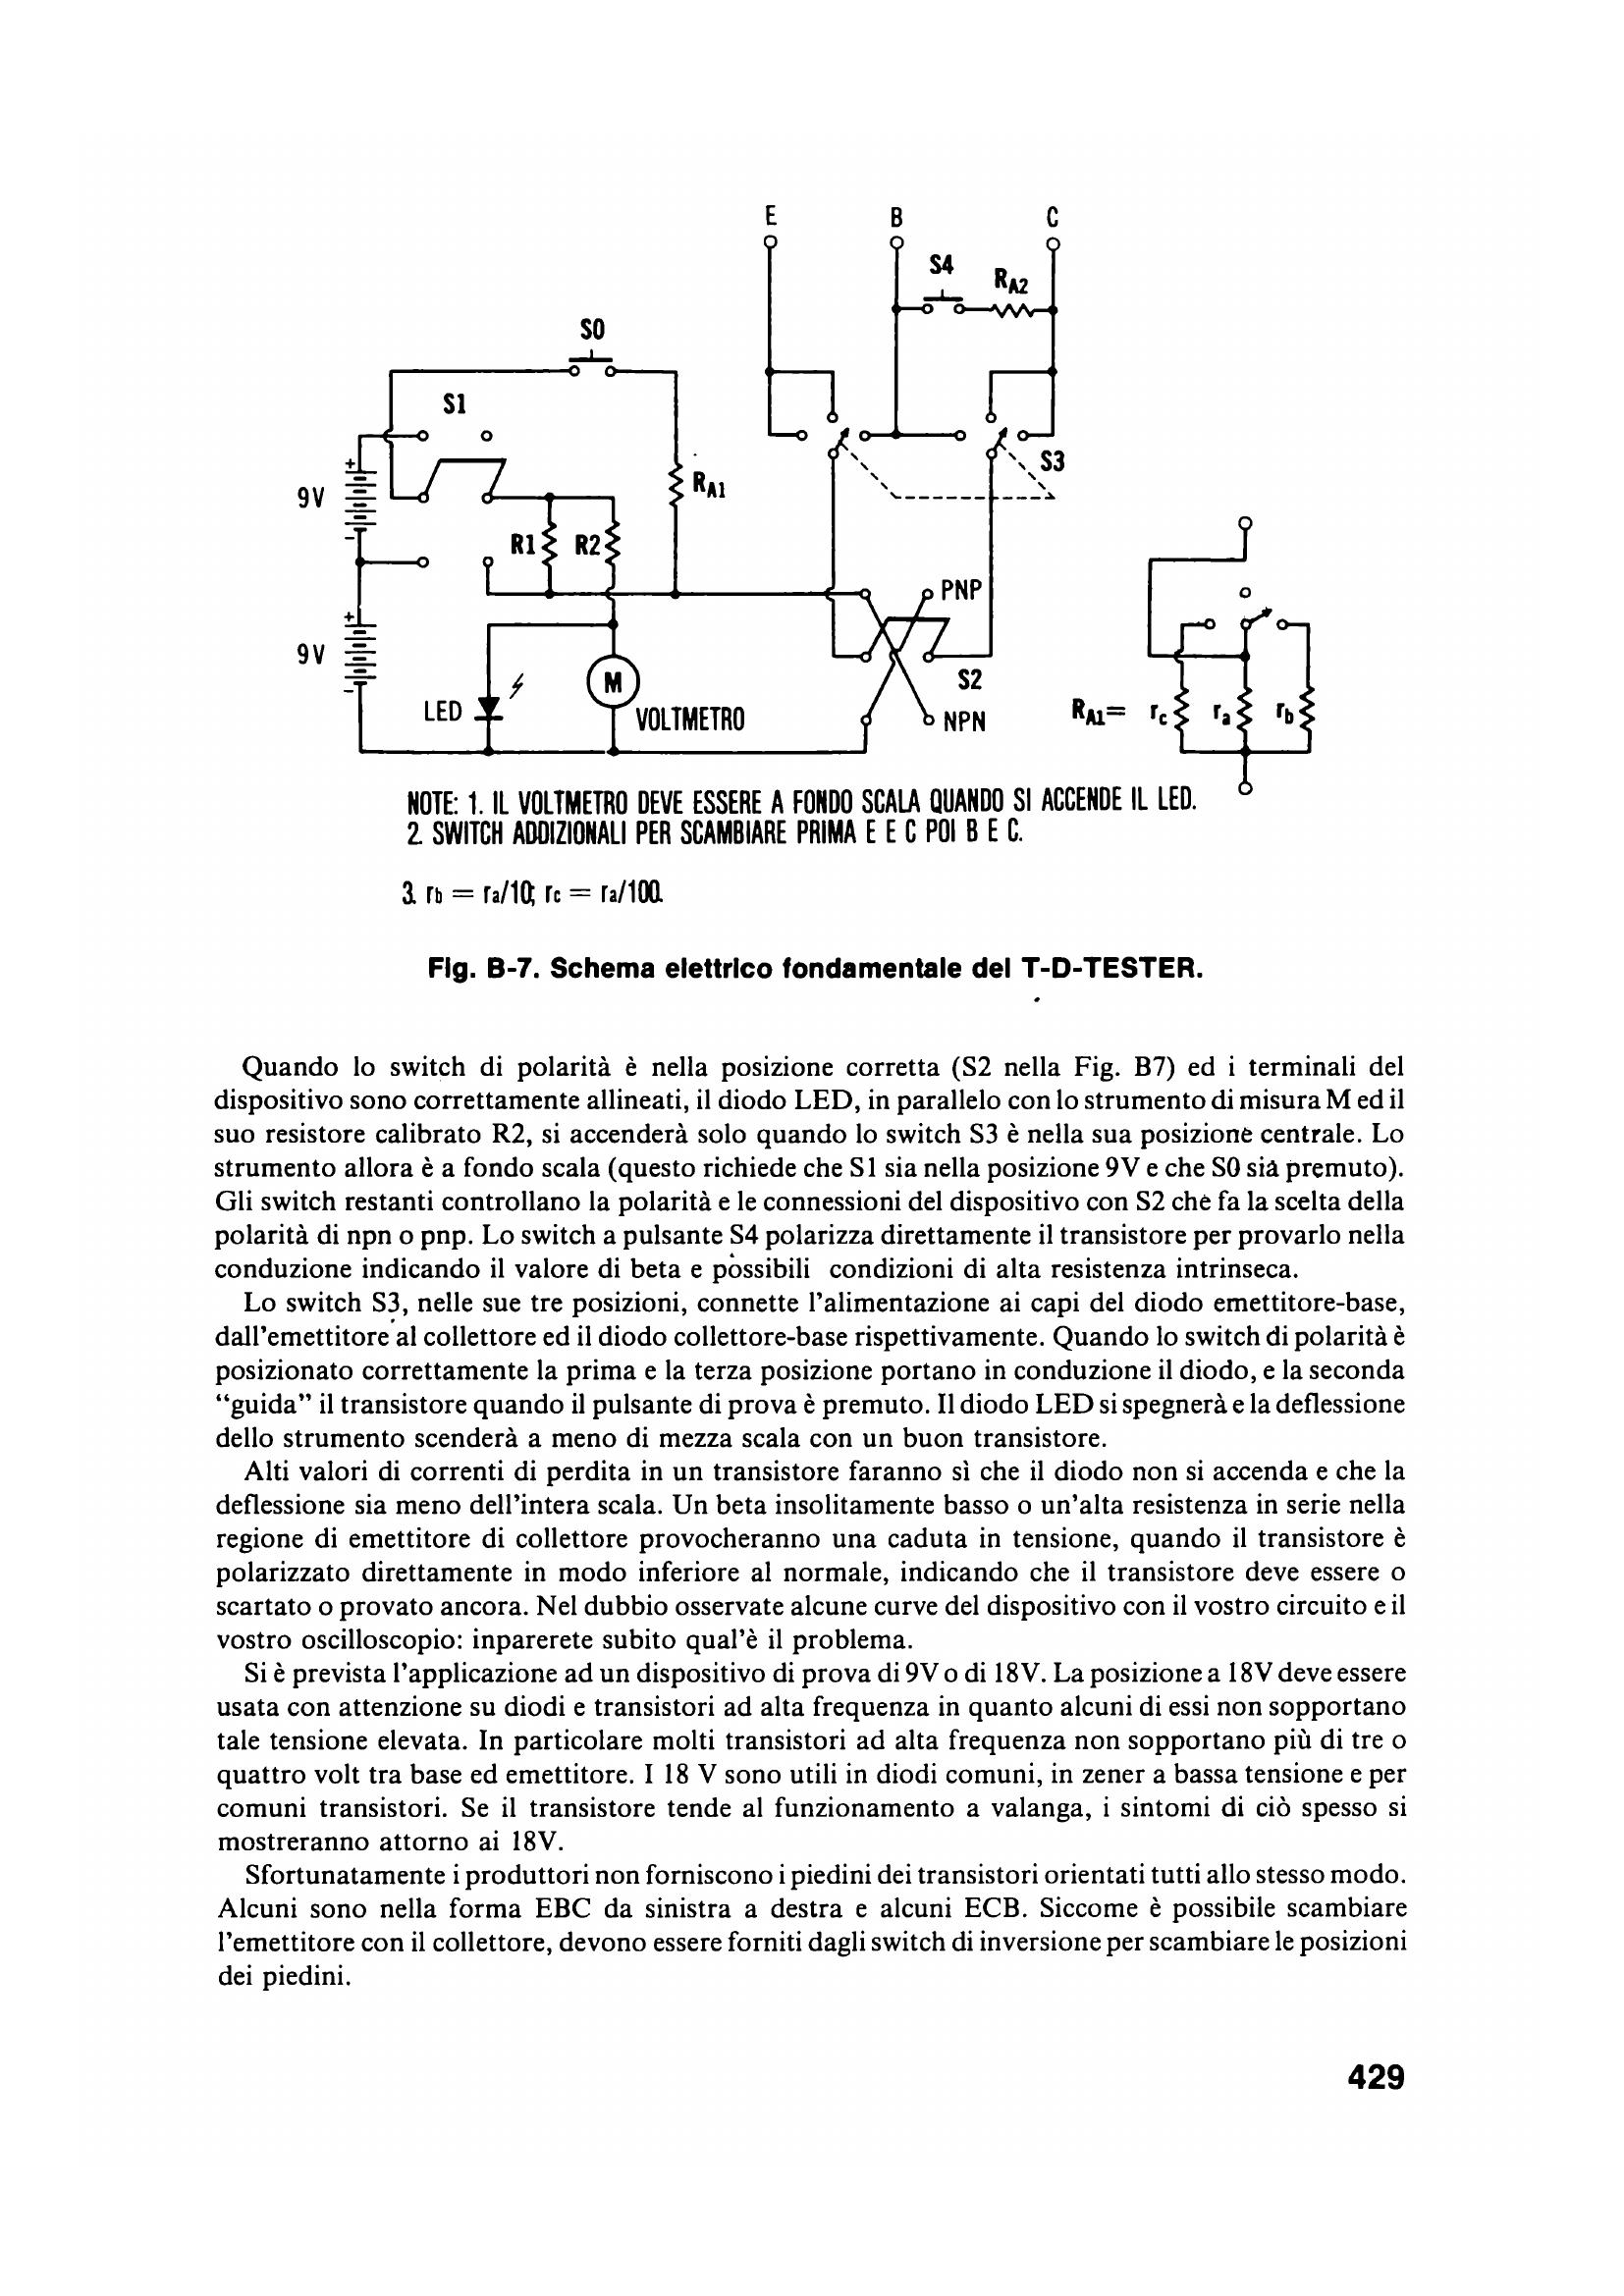 E B C
S4 RA2
S0
S1
S3
+
9V
-
RA1
R1 R2
PNP
+
9V
-
S2
LED
M
VOLTMETRO
NPN
RA1= rc ra rb
NOTE: 1. IL VOLTMETRO DEVE ESSERE A FONDO SCALA QUANDO SI ACCENDE IL LED.
2. SWITCH ADDIZIONALI PER SCAMBIARE PRIMA E E C POI B E C.
3. rb = ra/10; rc = ra/100.
Fig. B-7. Schema elettrico fondamentale del T-D-TESTER.
Quando lo switch di polarità è nella posizione corretta (S2 nella Fig. B7) ed i terminali del
dispositivo sono correttamente allineati, il diodo LED, in parallelo con lo strumento di misura M ed il
suo resistore calibrato R2, si accenderà solo quando lo switch S3 è nella sua posizione centrale. Lo
strumento allora è a fondo scala (questo richiede che S1 sia nella posizione 9V e che S0 sia premuto).
Gli switch restanti controllano la polarità e le connessioni del dispositivo con S2 che fa la scelta della
polarità di npn o pnp. Lo switch a pulsante S4 polarizza direttamente il transistore per provarlo nella
conduzione indicando il valore di beta e possibili condizioni di alta resistenza intrinseca.
Lo switch S3, nelle sue tre posizioni, connette l'alimentazione ai capi del diodo emettitore-base,
dall'emettitore al collettore ed il diodo collettore-base rispettivamente. Quando lo switch di polarità è
posizionato correttamente la prima e la terza posizione portano in conduzione il diodo, e la seconda
“guida” il transistore quando il pulsante di prova è premuto. Il diodo LED si spegnerà e la deflessione
dello strumento scenderà a meno di mezza scala con un buon transistore.
Alti valori di correnti di perdita in un transistore faranno sì che il diodo non si accenda e che la
deflessione sia meno dell'intera scala. Un beta insolitamente basso o un'alta resistenza in serie nella
regione di emettitore di collettore provocheranno una caduta in tensione, quando il transistore è
polarizzato direttamente in modo inferiore al normale, indicando che il transistore deve essere o
scartato o provato ancora. Nel dubbio osservate alcune curve del dispositivo con il vostro circuito e il
vostro oscilloscopio: inparerete subito qual'è il problema.
Si è prevista l'applicazione ad un dispositivo di prova di 9V o di 18V. La posizione a 18V deve essere
usata con attenzione su diodi e transistori ad alta frequenza in quanto alcuni di essi non sopportano
tale tensione elevata. In particolare molti transistori ad alta frequenza non sopportano più di tre o
quattro volt tra base ed emettitore. I 18 V sono utili in diodi comuni, in zener a bassa tensione e per
comuni transistori. Se il transistore tende al funzionamento a valanga, i sintomi di ciò spesso si
mostreranno attorno ai 18V.
Sfortunatamente i produttori non forniscono i piedini dei transistori orientati tutti allo stesso modo.
Alcuni sono nella forma EBC da sinistra a destra e alcuni ECB. Siccome è possibile scambiare
l'emettitore con il collettore, devono essere forniti dagli switch di inversione per scambiare le posizioni
dei piedini.
429